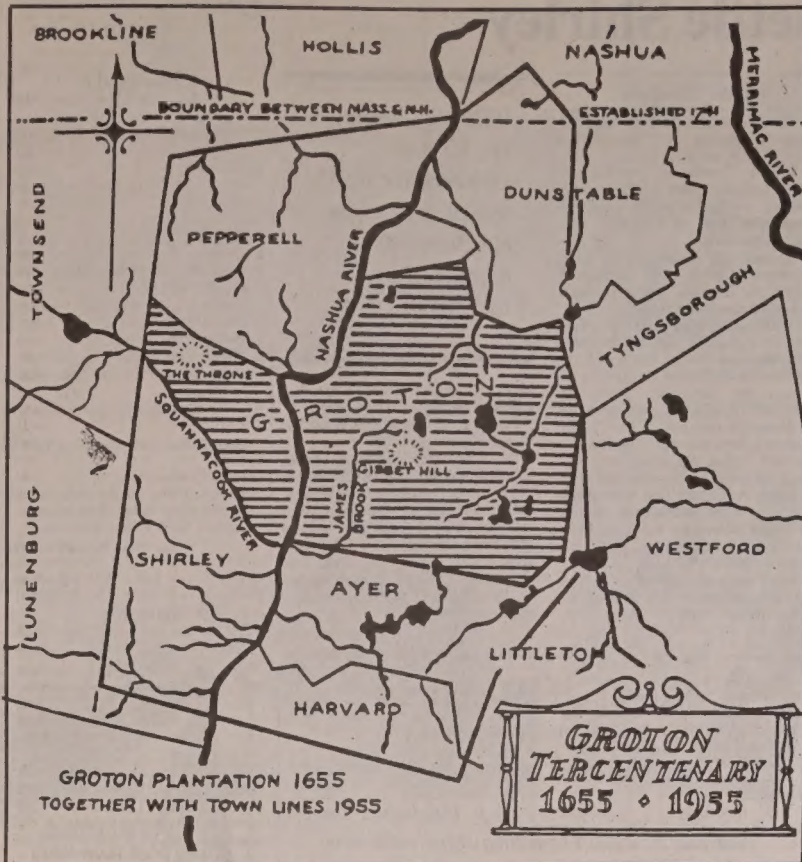 BROOKLINE
HOLLIS
NASHUA
MERRIMAC RIVER
BOUNDARY BETWEEN MASS. & N.H.
ESTABLISHED 1741
TOWNSEND
DUNSTABLE
PEPPERELL
NASHUA RIVER
TYNGSBOROUGH
THE THRONE
GROTON
SQUANNACOOK RIVER
GIBBET HILL
JAMES
BROOK
LUNENBURG
SHIRLEY
WESTFORD
AYER
LITTLETON
HARVARD
GROTON PLANTATION 1655
TOGETHER WITH TOWN LINES 1955
GROTON
TERCENTENARY
1655 • 1955